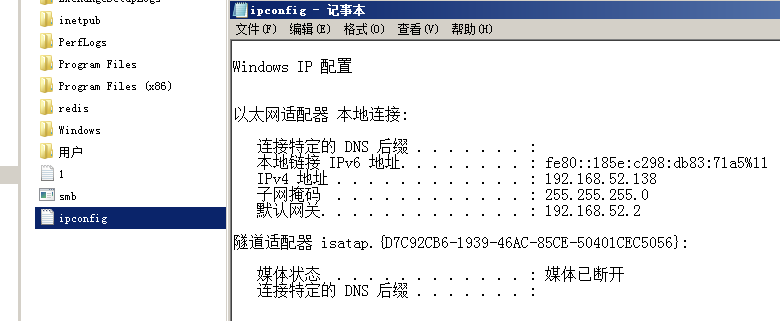 inetpub
PerfLogs
Program Files
Program Files (x86)
redis
Windows
用户
1
smb
ipconfig
ipconfig - 记事本
文件(F) 编辑(E) 格式(O) 查看(V) 帮助(H)
Windows IP 配置
以太网适配器 本地连接:
连接特定的 DNS 后缀 . . . . . . . :
本地链接 IPv6 地址. . . . . . . . : fe80::185e:c298:db83:71a5%11
IPv4 地址 . . . . . . . . . . . . : 192.168.52.138
子网掩码  . . . . . . . . . . . . : 255.255.255.0
默认网关. . . . . . . . . . . . . : 192.168.52.2
隧道适配器 isatap.{D7C92CB6-1939-46AC-85CE-50401CEC5056}:
媒体状态  . . . . . . . . . . . . : 媒体已断开
连接特定的 DNS 后缀 . . . . . . . :